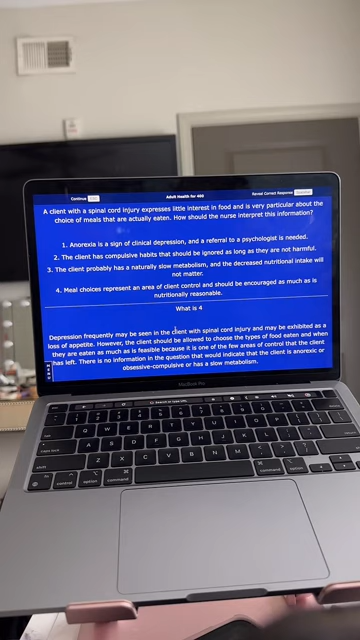 Continue
Adult Health for 400
Reveal Correct Response
A client with a spinal cord injury expresses little interest in food and is very particular about the
choice of meals that are actually eaten. How should the nurse interpret this information?
1. Anorexia is a sign of clinical depression, and a referral to a psychologist is needed.
2. The client has compulsive habits that should be ignored as long as they are not harmful.
3. The client probably has a naturally slow metabolism, and the decreased nutritional intake will
not matter.
4. Meal choices represent an area of client control and should be encouraged as much as is
nutritionally reasonable.
What is 4
Depression frequently may be seen in the client with spinal cord injury and may be exhibited as a
loss of appetite. However, the client should be allowed to choose the types of food eaten and when
they are eaten as much as is feasible because it is one of the few areas of control that the client
has left. There is no information in the question that would indicate that the client is anorexic or
obsessive-compulsive or has a slow metabolism.
MacBook Pro
Q W E R T Y U I O P
A S D F G H J K L
Z X C V B N M
control option command command option